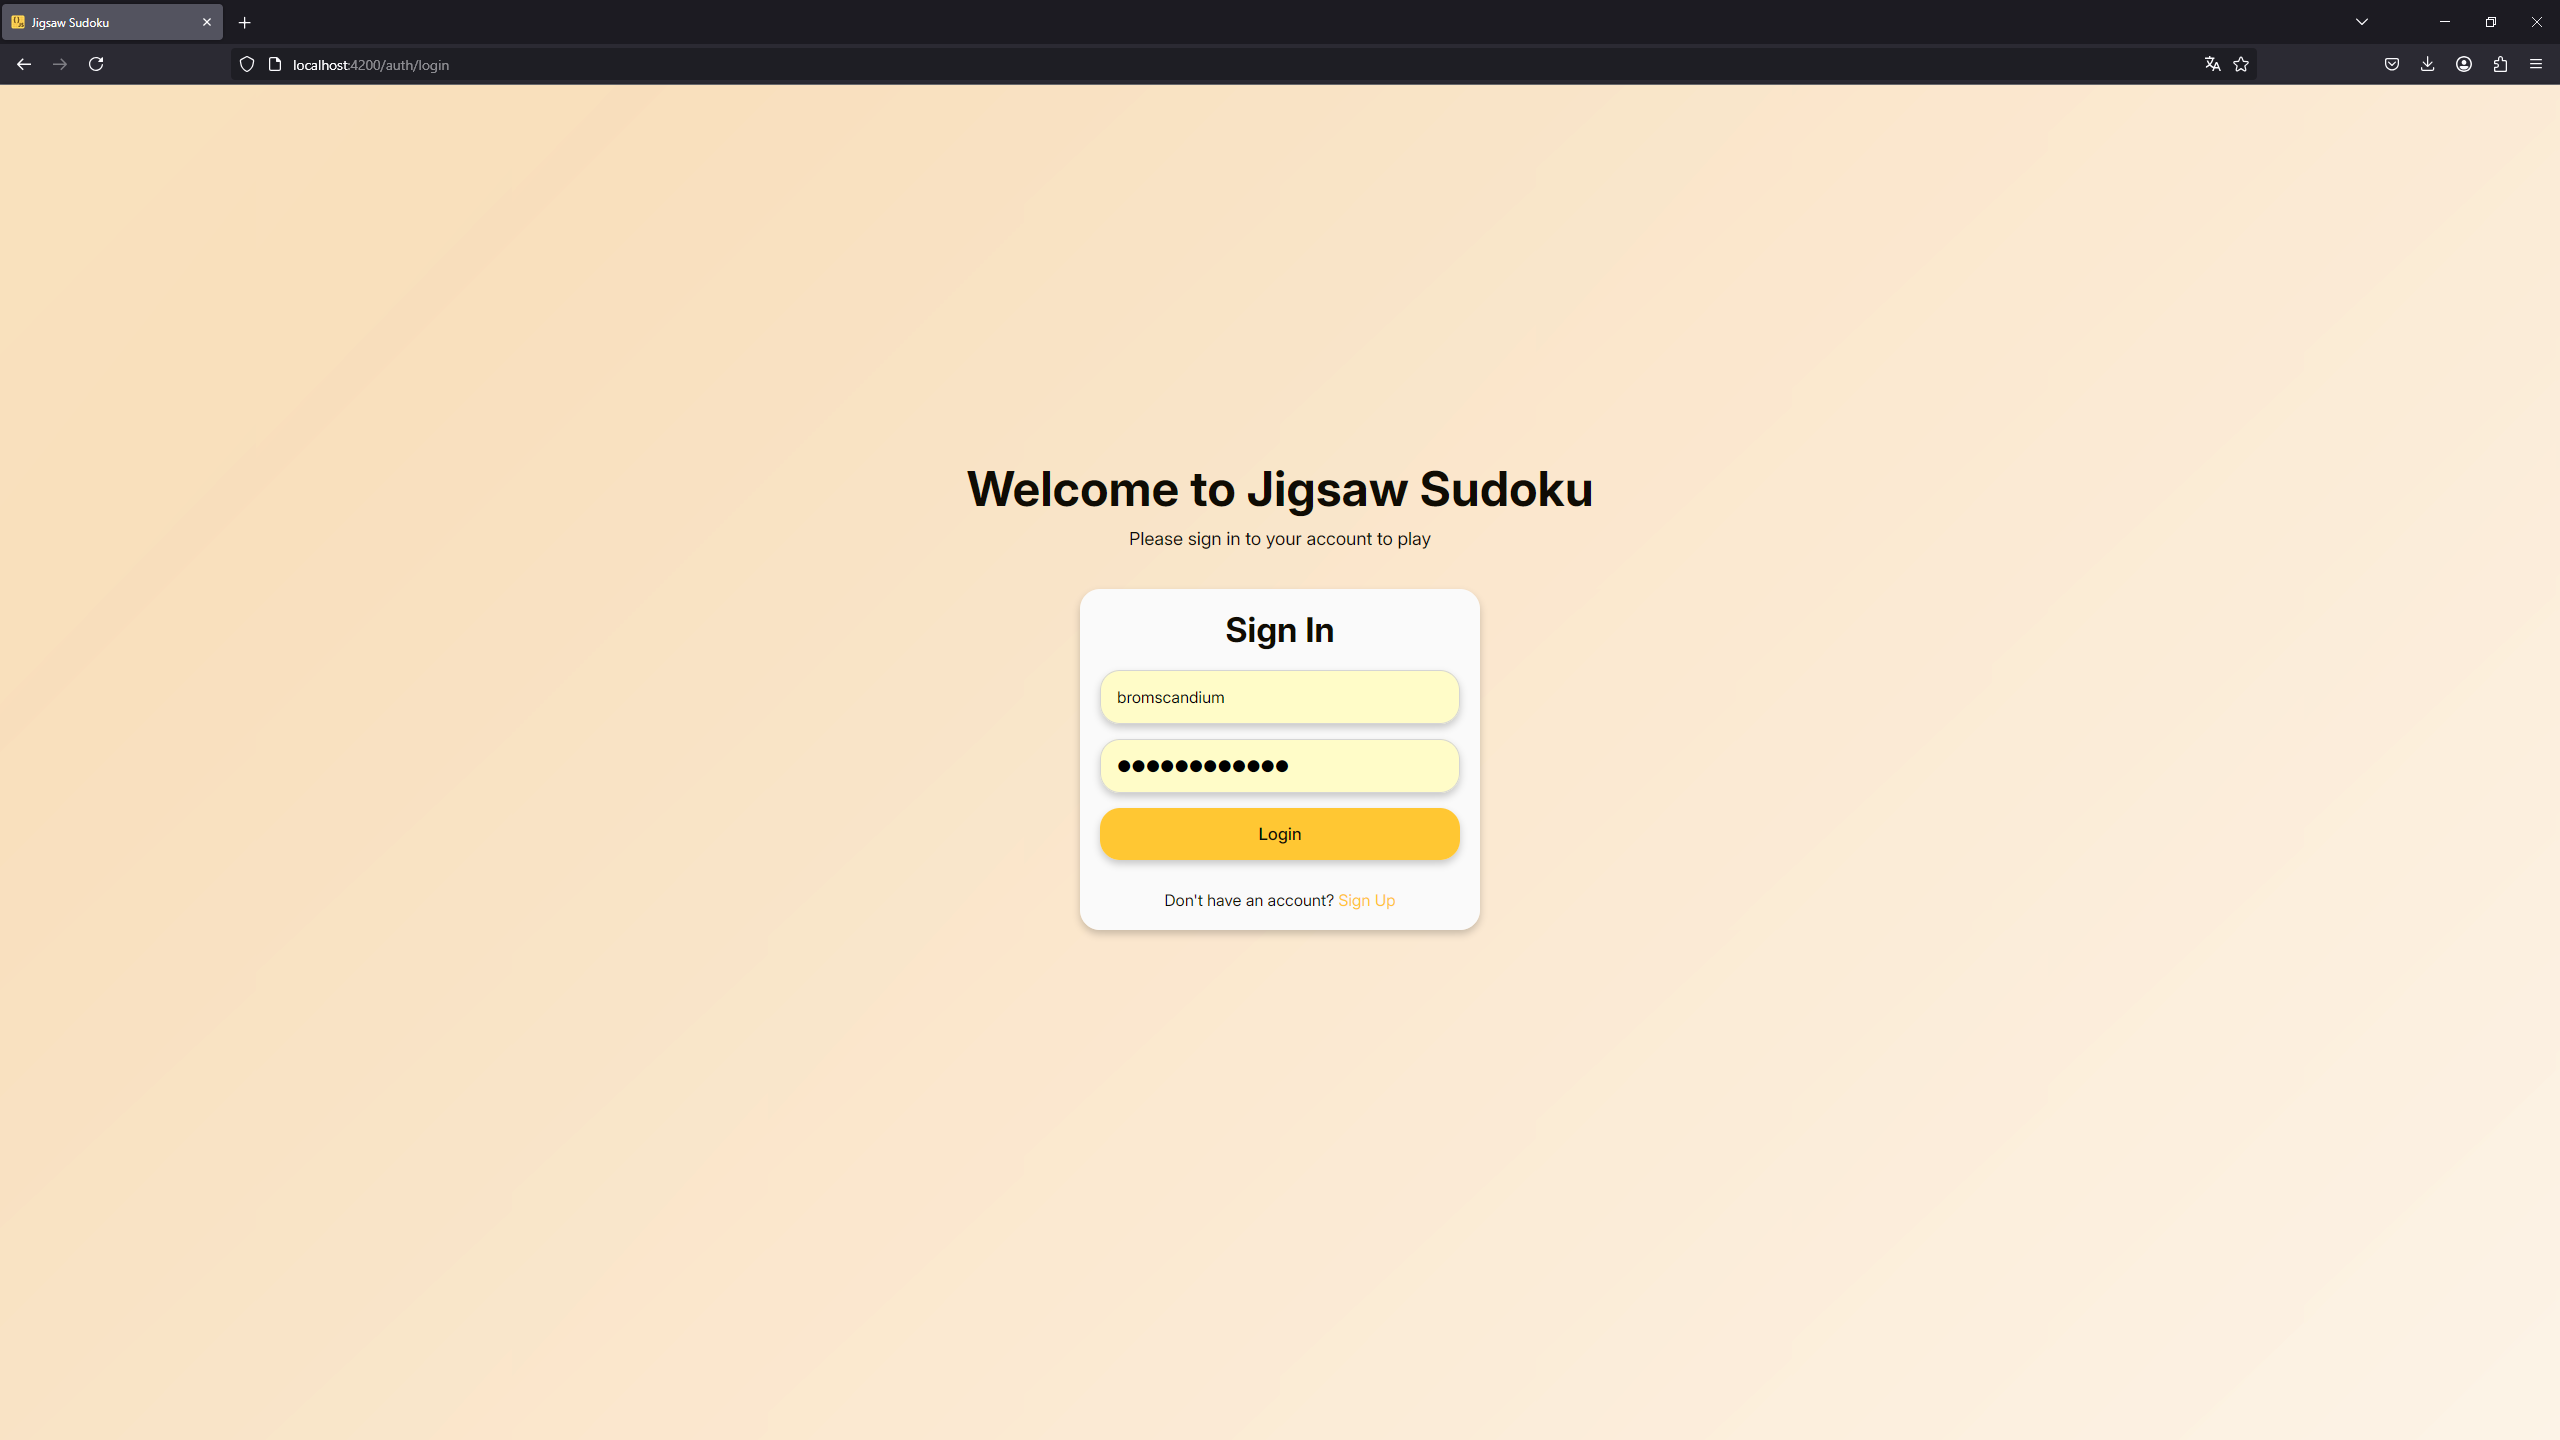 Jigsaw Sudoku
localhost:4200/auth/login
Welcome to Jigsaw Sudoku
Please sign in to your account to play
Sign In
bromscandium
●●●●●●●●●●●●
Login
Don't have an account? Sign Up